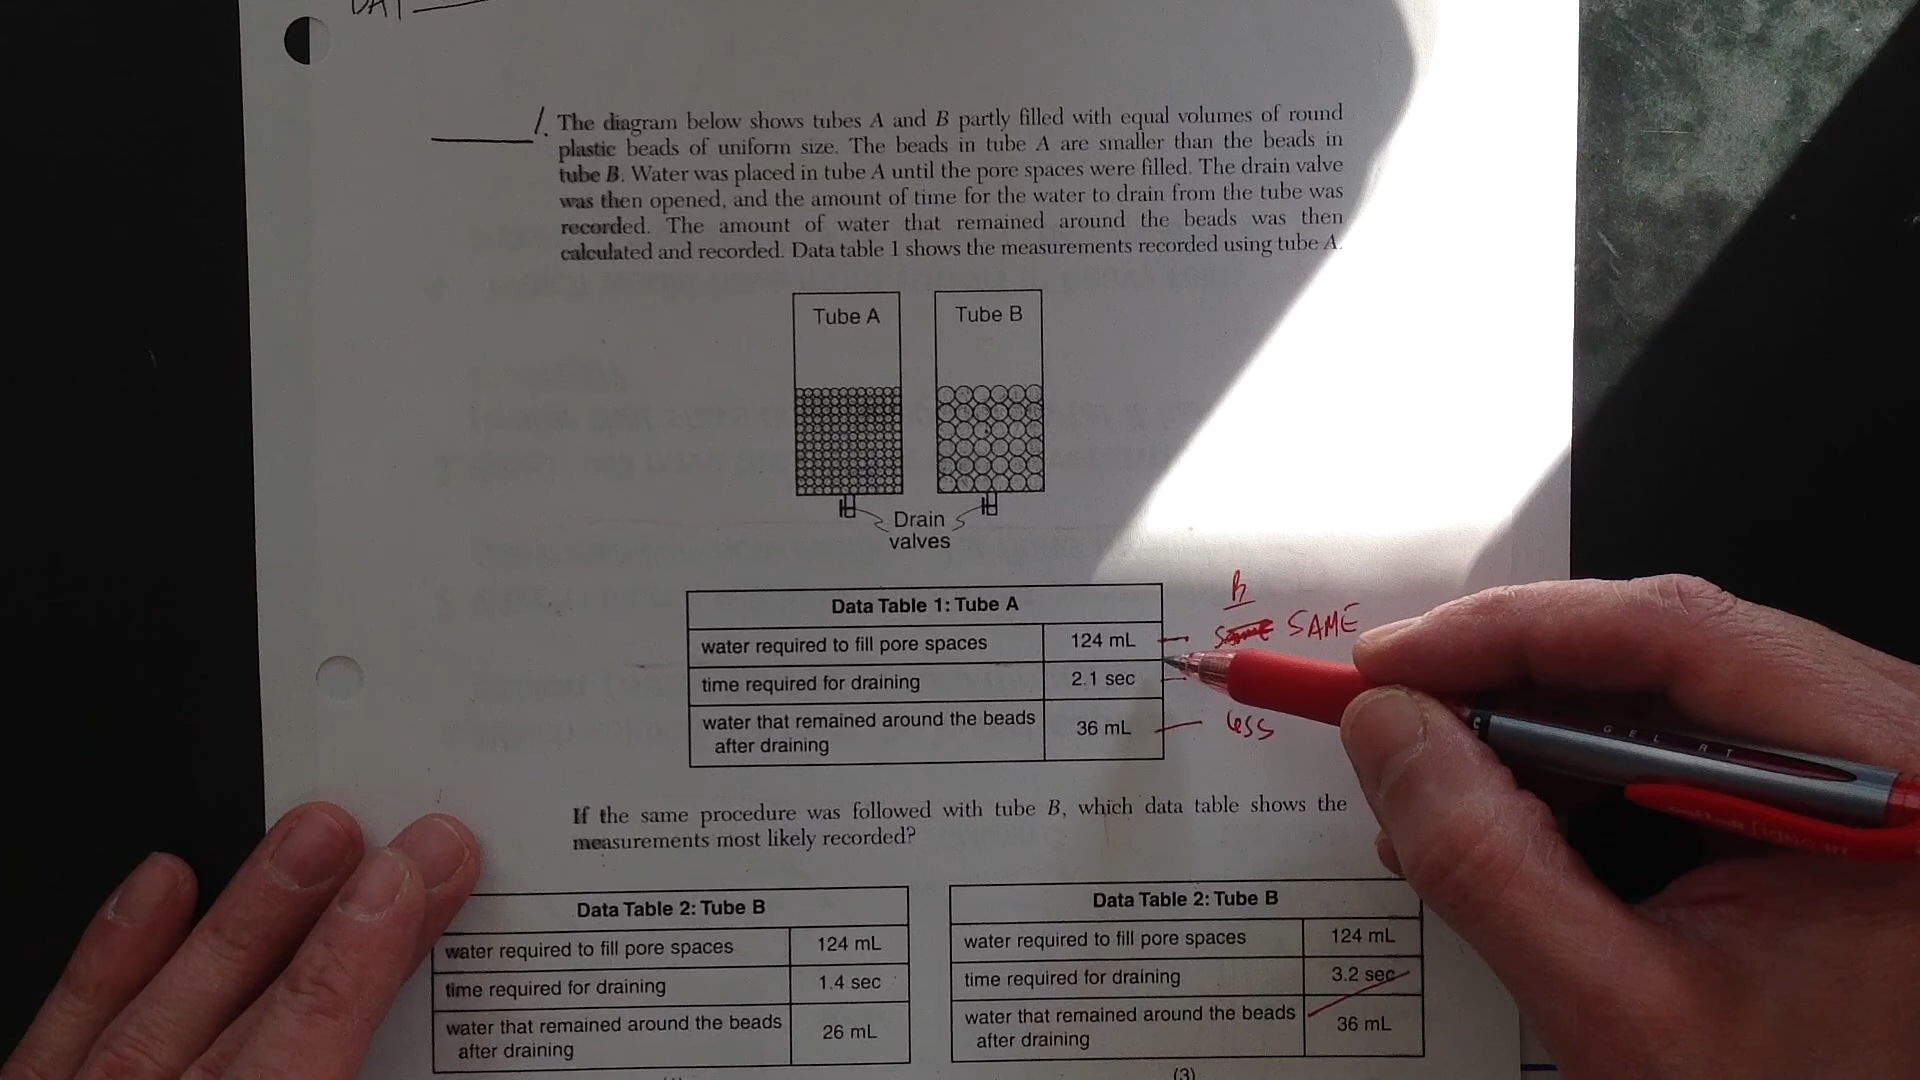 DAT
1. The diagram below shows tubes A and B partly filled with equal volumes of round
plastic beads of uniform size. The beads in tube A are smaller than the beads in
tube B. Water was placed in tube A until the pore spaces were filled. The drain valve
was then opened, and the amount of time for the water to drain from the tube was
recorded. The amount of water that remained around the beads was then
calculated and recorded. Data table 1 shows the measurements recorded using tube A.
Tube A
Tube B
Drain
valves
Data Table 1: Tube A
B
water required to fill pore spaces 124 mL SAME
time required for draining 2.1 sec
water that remained around the beads
after draining
36 mL less
If the same procedure was followed with tube B, which data table shows the
measurements most likely recorded?
Data Table 2: Tube B
water required to fill pore spaces 124 mL
time required for draining 1.4 sec
water that remained around the beads
after draining
26 mL
Data Table 2: Tube B
water required to fill pore spaces 124 mL
time required for draining 3.2 sec
water that remained around the beads
after draining
36 mL
(3)
GEL RT